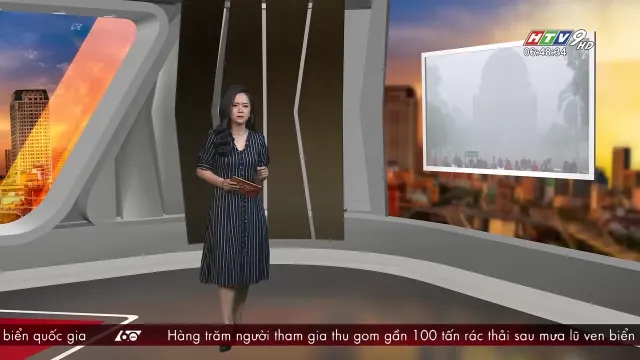 HTV9
HD
06:48:34
biển quốc gia
60
Hàng trăm người tham gia thu gom gần 100 tấn rác thải sau mưa lũ ven biển